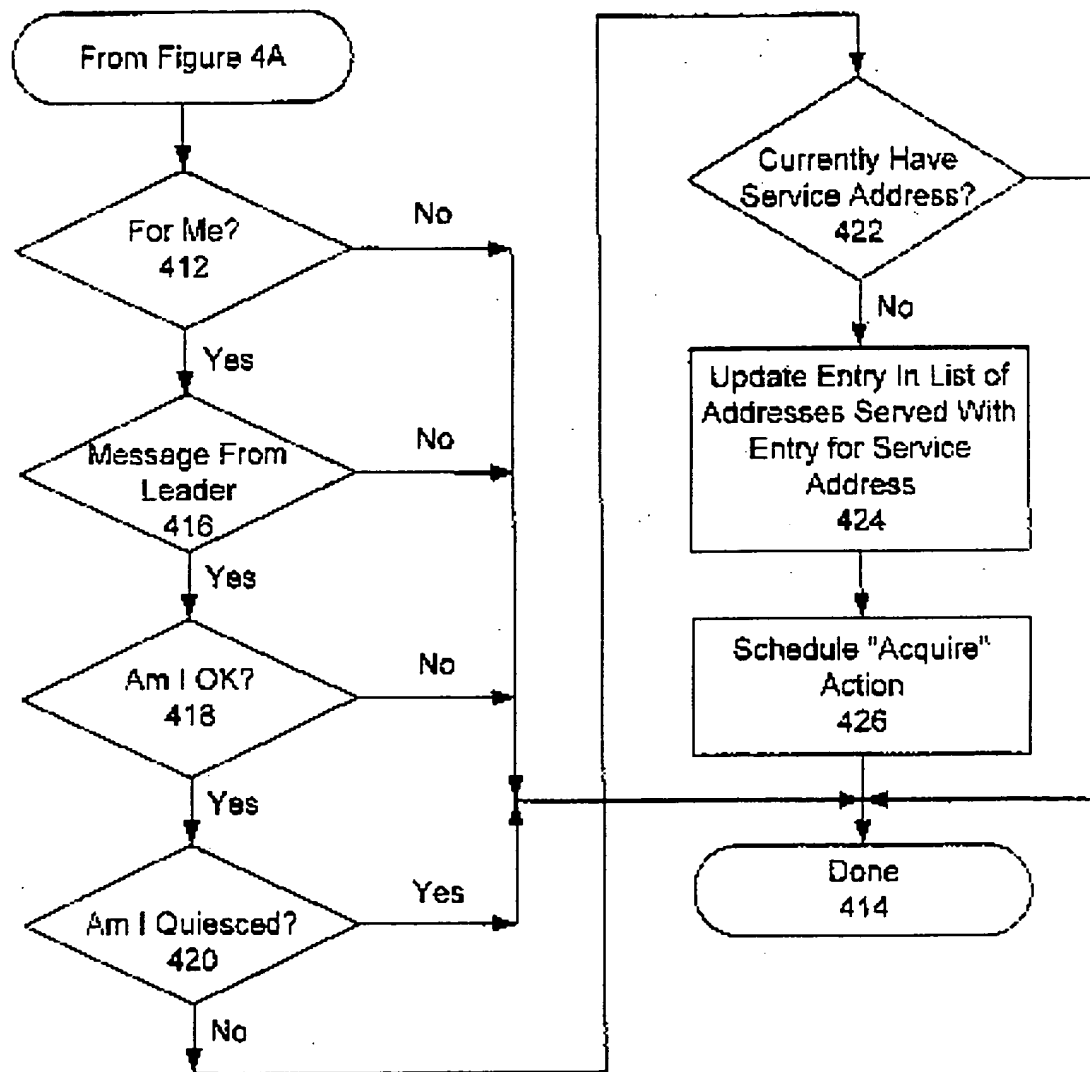 From Figure 4A
For Me?
412
No
Yes
Message From
Leader
416
No
Yes
Am I OK?
418
No
Yes
Am I Quiesced?
420
Yes
No
Currently Have
Service Address?
422
No
Update Entry In List of
Addresses Served With
Entry for Service
Address
424
Schedule "Acquire"
Action
426
Done
414